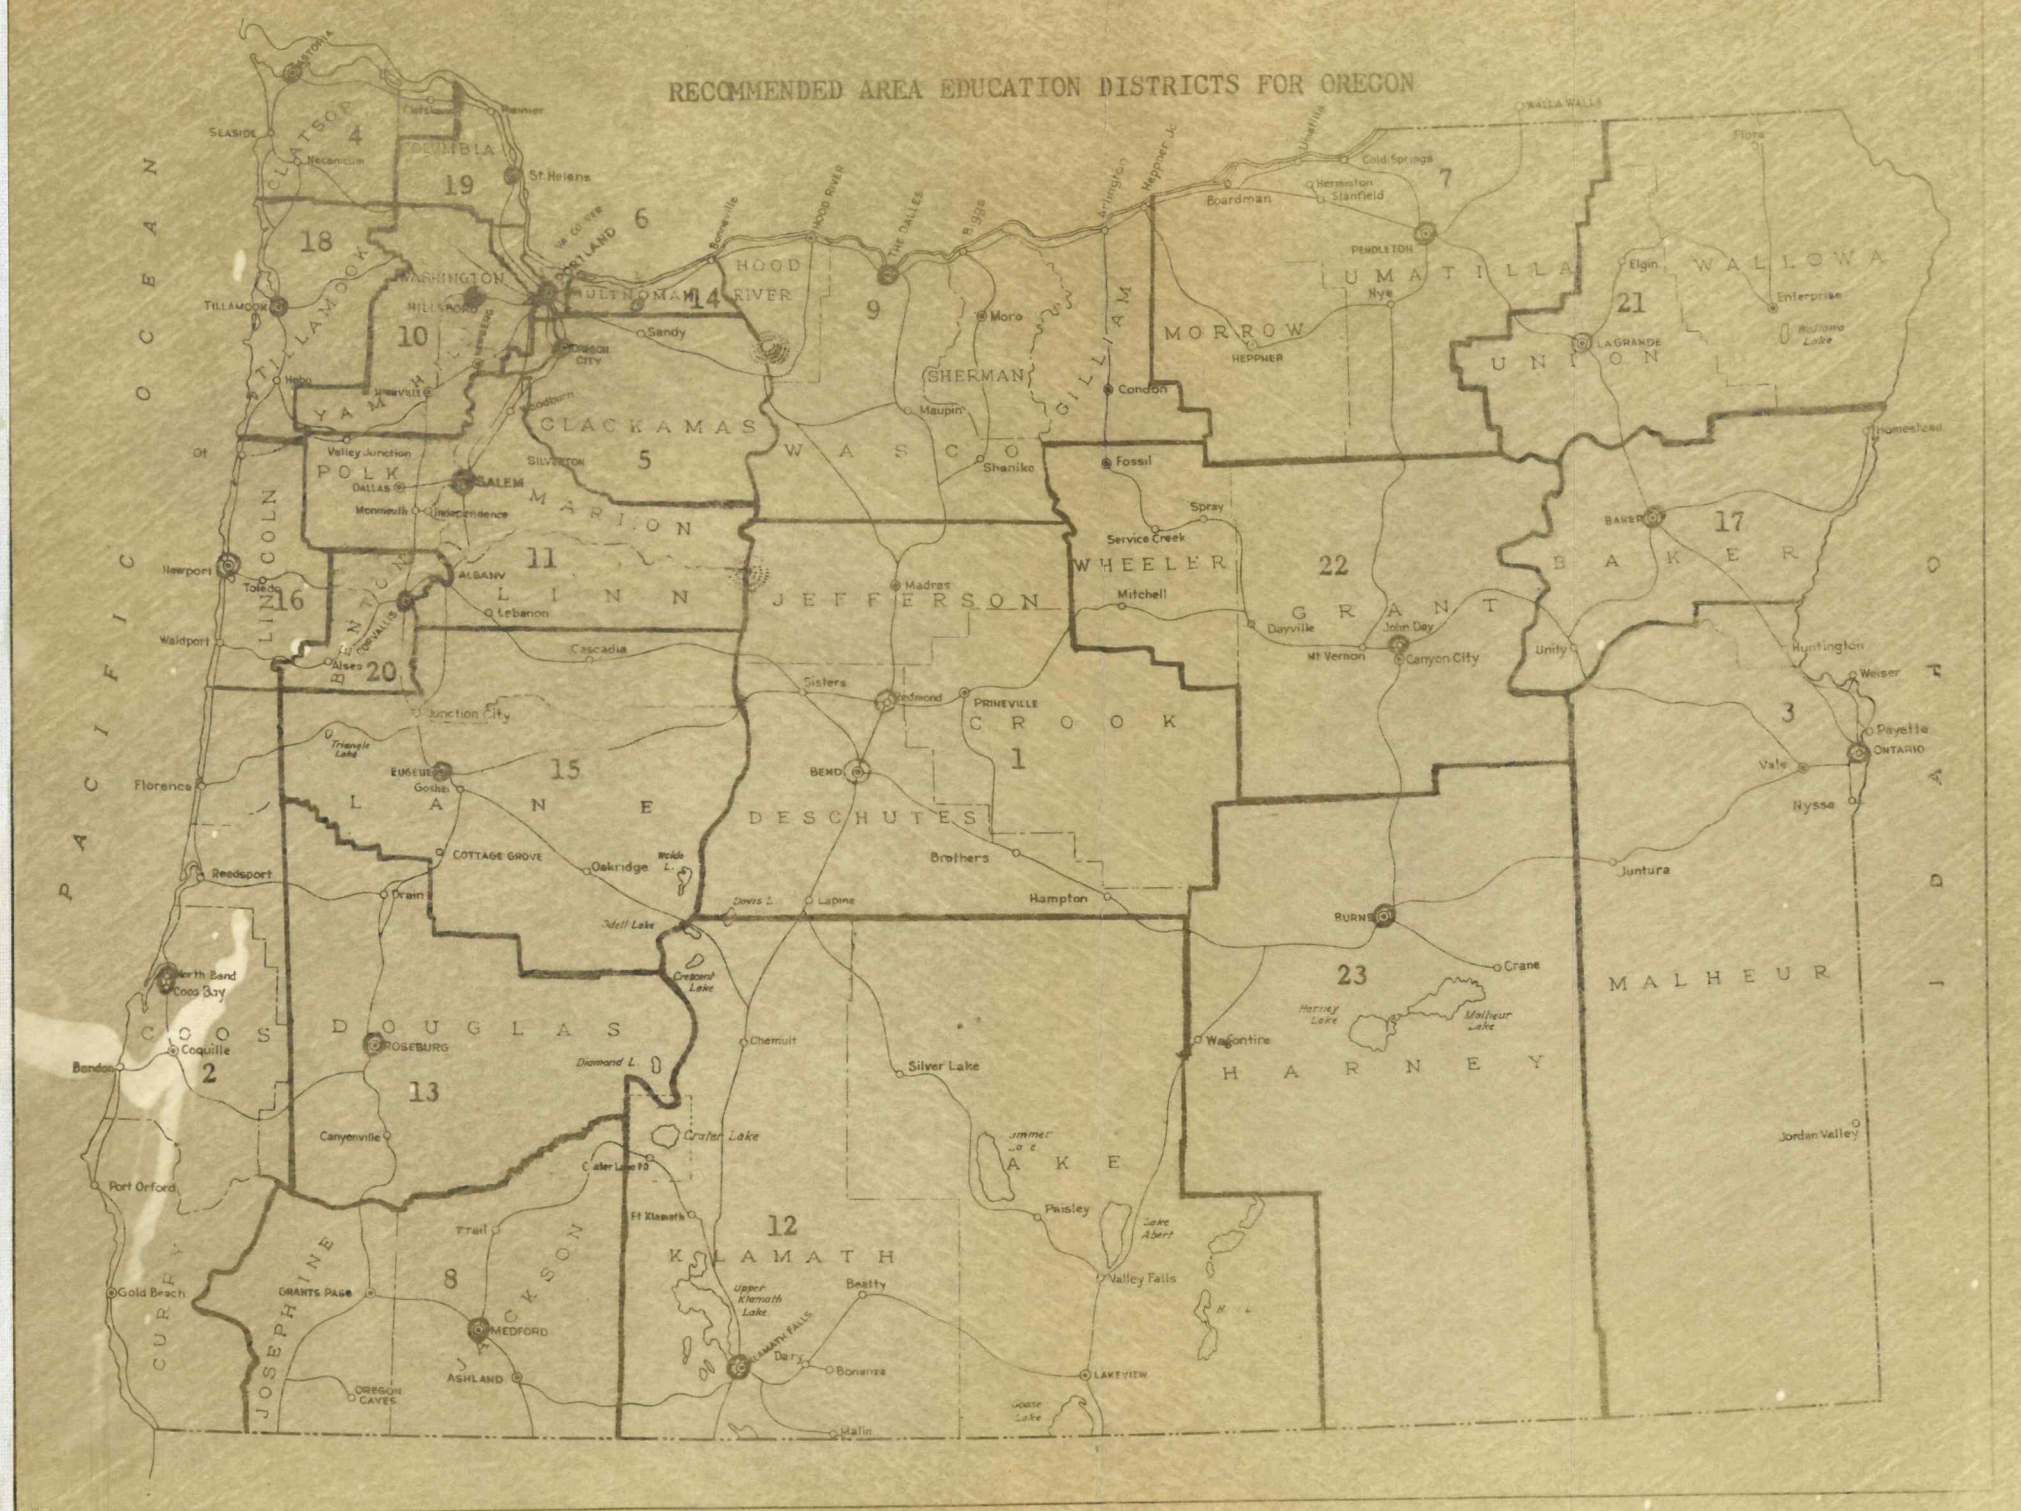 RECOMMENDED AREA EDUCATION DISTRICTS FOR OREGON
ASTORIA
WALLA WALLA
Rainer
CLATSOP
4
SEASIDE
Necanicum
COLUMBIA
19
St Helens
Umatilla
Heppner Jc
Arlington
Cold Springs
7
Flora
Hermiston
Stanfield
Boardman
HOOD RIVER
Bonneville
THE DALLES
Biggs
6
PORTLAND
18
PENDLETON
UMATILLA
Elgin
WALLOWA
WASHINGTON
HOOD
RIVER
MULTNOMAH
14
9
HILLSBORO
TILLAMOOK
TILLAMOOK
Nye
21
Enterprise
Wallowa
Lake
Moro
GILLIAM
MORROW
HEPPNER
LAGRANDE
UNION
10
NEWBERG
Sandy
OREGON
CITY
Hebo
SHERMAN
Condon
YAM
Woodburn
Maupin
CLACKAMAS
5
WASCO
Homestead
Ot
Valley Junction
POLK
DALLAS
SALEM
SILVERTON
MARION
Shaniko
Fossil
Monmouth
Independence
LINCOLN
Spray
Service Creek
BAKER
17
BAKER
PACIFIC OCEAN
IDAHO
Newport
Toledo
16
11
ALBANY
LINN
Lebanon
BENTON
CORVALLIS
Madras
JEFFERSON
WHEELER
Mitchell
22
GRANT
Dayville
John Day
Mt Vernon
Canyon City
Unity
Huntington
Weiser
Waldport
Alsea
20
Cascadia
Sisters
Redmond
PRINEVILLE
CROOK
1
3
Payette
ONTARIO
Vale
Nyssa
Junction City
Triangle
Lake
Florence
EUGENE
Goshen
15
LANE
BEND
DESCHUTES
Brothers
COTTAGE GROVE
Oakridge
Waldo
L.
Reedsport
Drain
Davis L
Lapine
Hampton
Juntura
Odell Lake
BURNS
Crescent
Lake
Crane
23
Harney
Lake
Malheur
Lake
MALHEUR
North Bend
Coos Bay
COOS
Coquille
Bandon
2
DOUGLAS
ROSEBURG
13
Diamond L.
Chemult
Silver Lake
Wagontire
HARNEY
Canyonville
Crater Lake
Jordan Valley
AKE
Port Orford
Paisley
Lake
Abert
Trail
Ft Klamath
12
KLAMATH
CURRY
Gold Beach
JOSEPHINE
GRANTS PASS
8
JACKSON
MEDFORD
Upper
Klamath
Lake
Beatty
Valley Falls
KLAMATH FALLS
Dairy
Bonanza
LAKEVIEW
ASHLAND
OREGON
CAVES
Goose
Lake
Malin